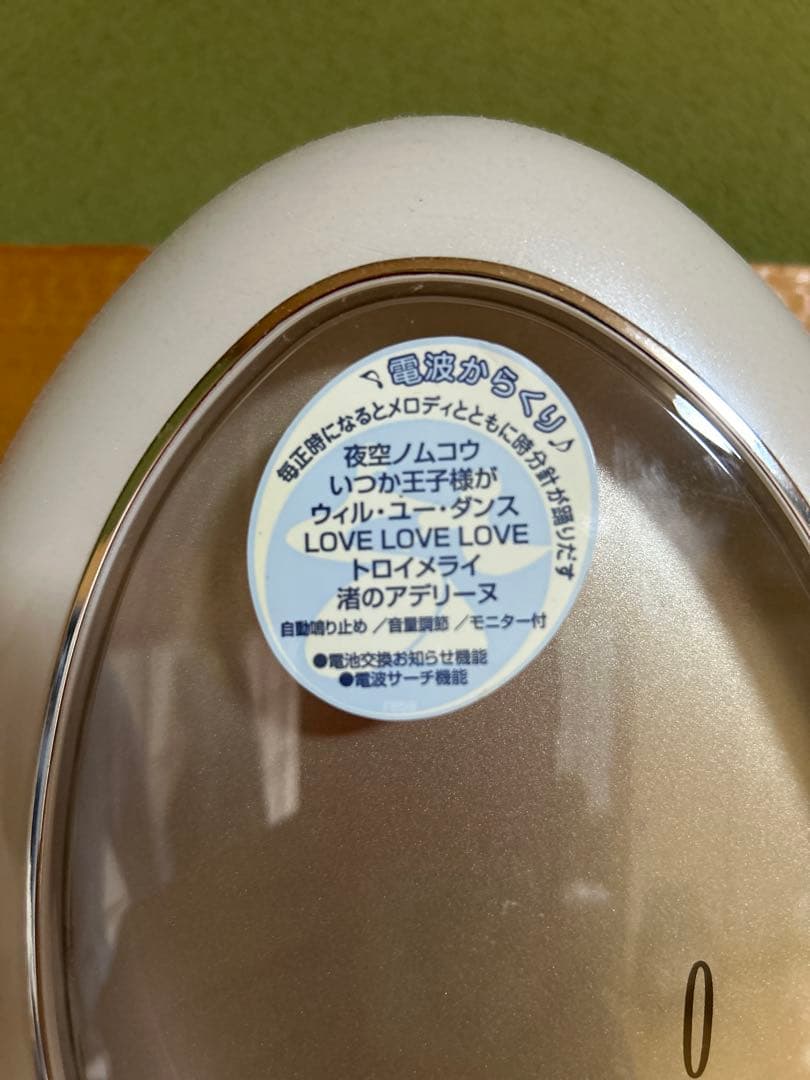 ♪電波からくり♪
毎正時になるとメロディとともに時分針が踊りだす
夜空ノムコウ
いつか王子様が
ウィル・ユー・ダンス
LOVE LOVE LOVE
トロイメライ
渚のアデリーヌ
自動鳴り止め／音量調節／モニター付
●電池交換お知らせ機能
●電波サーチ機能
0